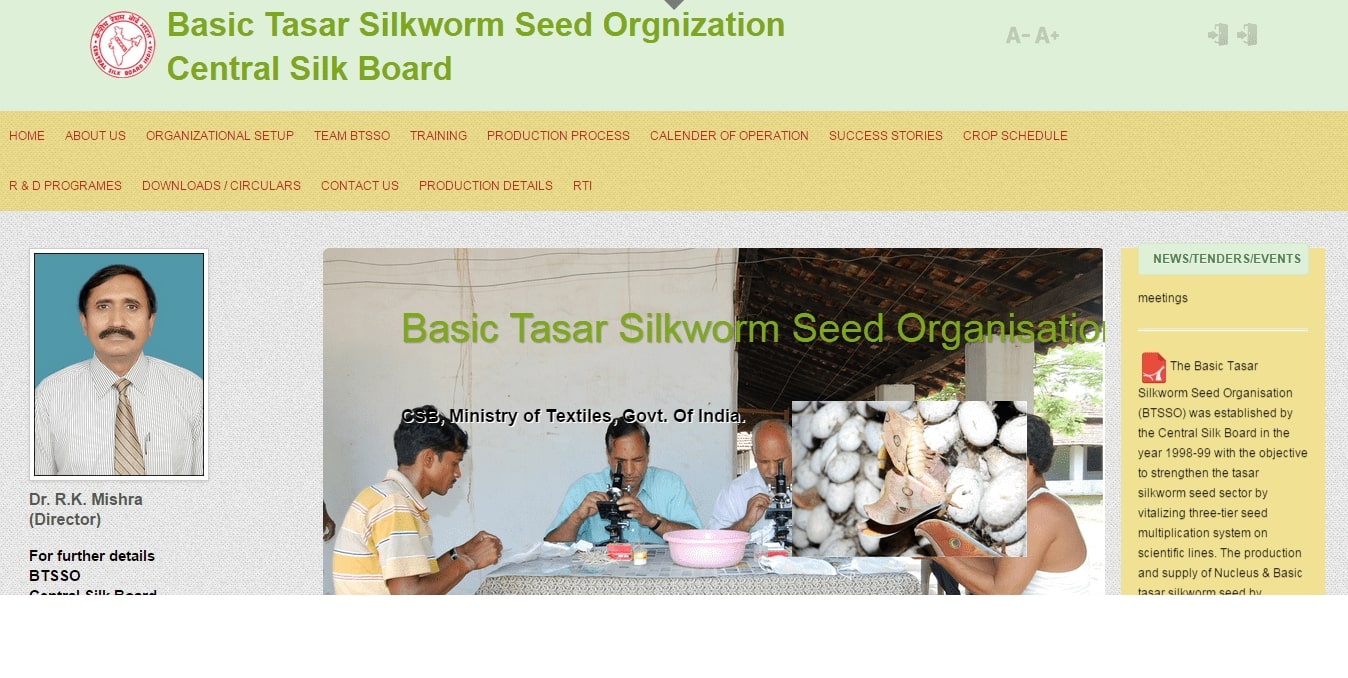 Basic Tasar Silkworm Seed Orgnization
Central Silk Board
CENTRAL SILK BOARD INDIA
A- A+
HOME ABOUT US ORGANIZATIONAL SETUP TEAM BTSSO TRAINING PRODUCTION PROCESS CALENDER OF OPERATION SUCCESS STORIES CROP SCHEDULE
R & D PROGRAMES DOWNLOADS / CIRCULARS CONTACT US PRODUCTION DETAILS RTI
Dr. R.K. Mishra
(Director)
For further details
BTSSO
Central Silk Board
Basic Tasar Silkworm Seed Organisation
CSB, Ministry of Textiles, Govt. Of India.
NEWS/TENDERS/EVENTS
meetings
The Basic Tasar
Silkworm Seed Organisation
(BTSSO) was established by
the Central Silk Board in the
year 1998-99 with the objective
to strengthen the tasar
silkworm seed sector by
vitalizing three-tier seed
multiplication system on
scientific lines. The production
and supply of Nucleus & Basic
tasar silkworm seed by